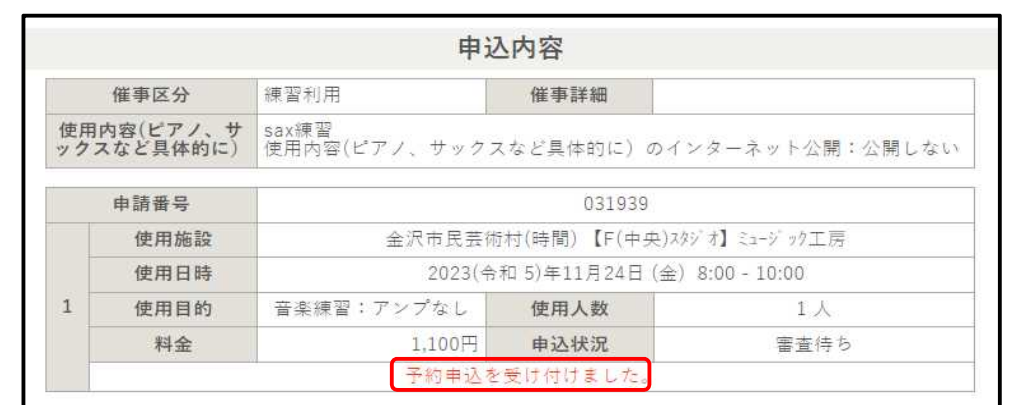 申込内容
催事区分 練習利用 催事詳細
使用内容(ピアノ、サ
ックスなど具体的に)
sax練習
使用内容(ピアノ、サックスなど具体的に) のインターネット公開：公開しない
申請番号 031939
1
使用施設 金沢市民芸術村(時間) 【F(中央)ｽﾀｼﾞｵ】ﾐｭｰｼﾞｯｸ工房
使用日時 2023(令和 5)年11月24日 (金) 8:00 - 10:00
使用目的 音楽練習：アンプなし 使用人数 1 人
料金 1,100円 申込状況 審査待ち
予約申込を受け付けました。